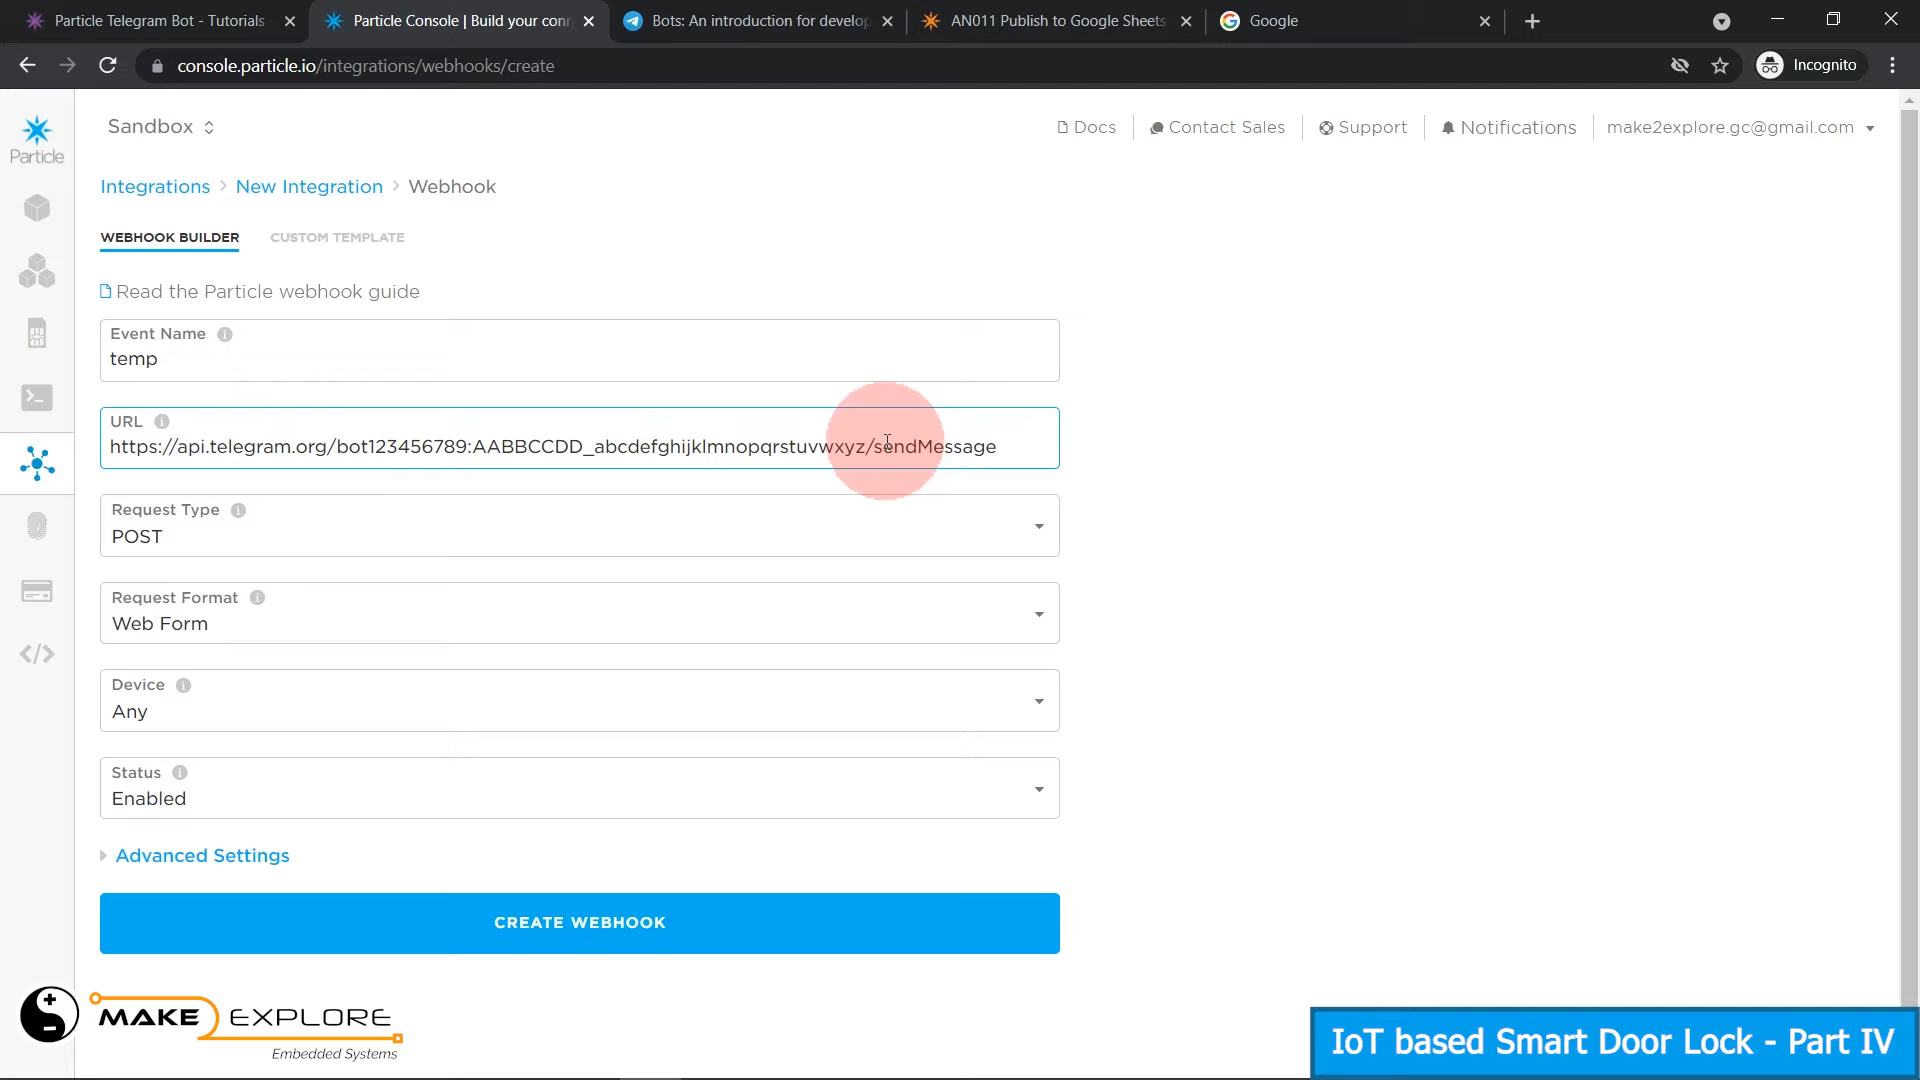 Particle Telegram Bot - Tutorials
Particle Console | Build your conn
Bots: An introduction for develop
AN011 Publish to Google Sheets
Google
console.particle.io/integrations/webhooks/create
Incognito
Particle
Sandbox
Docs
Contact Sales
Support
Notifications
make2explore.gc@gmail.com
Integrations > New Integration > Webhook
WEBHOOK BUILDER
CUSTOM TEMPLATE
Read the Particle webhook guide
Event Name
temp
URL
https://api.telegram.org/bot123456789:AABBCCDD_abcdefghijklmnopqrstuvwxyz/sendMessage
Request Type
POST
Request Format
Web Form
Device
Any
Status
Enabled
Advanced Settings
CREATE WEBHOOK
MAKE EXPLORE
Embedded Systems
IoT based Smart Door Lock - Part IV